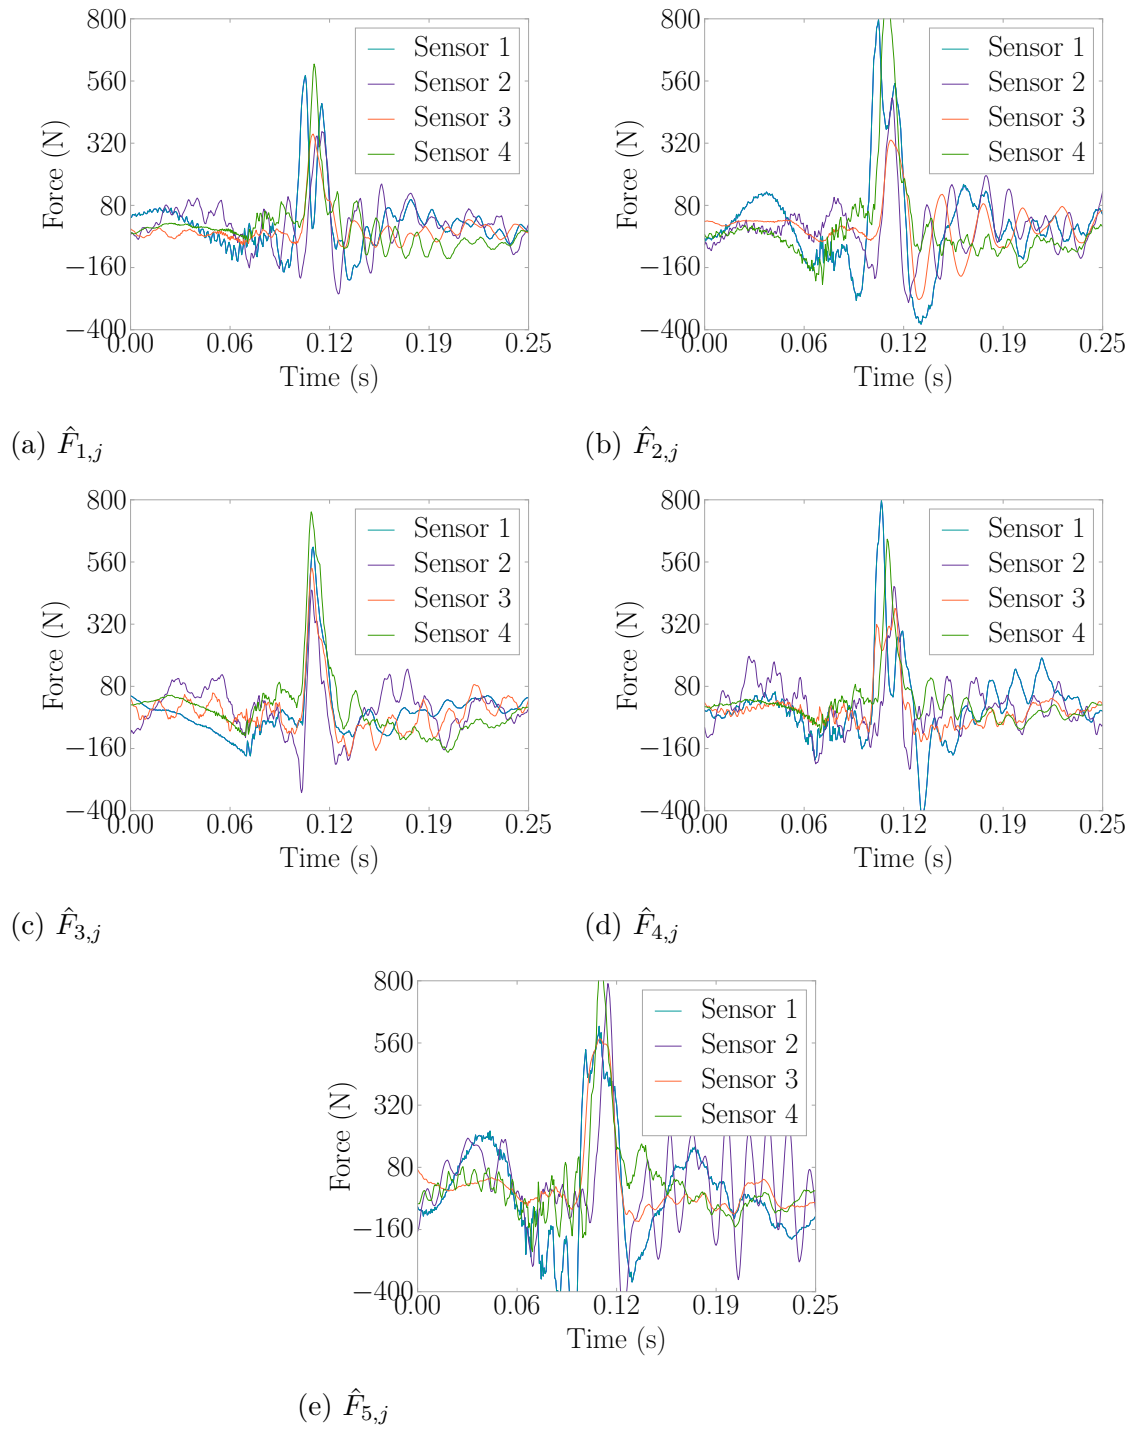 800
560
320
80
−160
−400
Force (N)
0.00 0.06 0.12 0.19 0.25
Time (s)
Sensor 1
Sensor 2
Sensor 3
Sensor 4
(a) F̂1,j
800
560
320
80
−160
−400
Force (N)
0.00 0.06 0.12 0.19 0.25
Time (s)
Sensor 1
Sensor 2
Sensor 3
Sensor 4
(b) F̂2,j
800
560
320
80
−160
−400
Force (N)
0.00 0.06 0.12 0.19 0.25
Time (s)
Sensor 1
Sensor 2
Sensor 3
Sensor 4
(c) F̂3,j
800
560
320
80
−160
−400
Force (N)
0.00 0.06 0.12 0.19 0.25
Time (s)
Sensor 1
Sensor 2
Sensor 3
Sensor 4
(d) F̂4,j
800
560
320
80
−160
−400
Force (N)
0.00 0.06 0.12 0.19 0.25
Time (s)
Sensor 1
Sensor 2
Sensor 3
Sensor 4
(e) F̂5,j